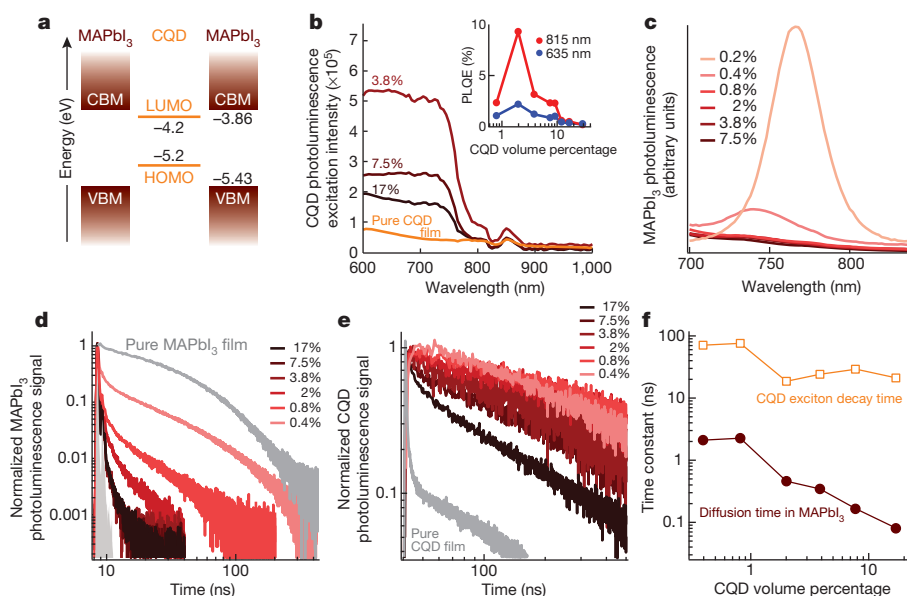 a
MAPbI3 CQD MAPbI3
Energy (eV)
CBM LUMO CBM
−4.2 −3.86
−5.2
HOMO −5.43
VBM VBM
b
CQD photoluminescence
excitation intensity (×10⁵)
7
6
5
4
3
2
1
0
3.8%
7.5%
17%
Pure CQD
film
600 700 800 900 1,000
Wavelength (nm)
PLQE (%)
10
5
0
815 nm
635 nm
1 10
CQD volume percentage
c
MAPbI3 photoluminescence
(arbitrary units)
0.2%
0.4%
0.8%
2%
3.8%
7.5%
700 750 800
Wavelength (nm)
d
Normalized MAPbI3
photoluminescence signal
1
0.1
0.01
0.001
Pure MAPbI3 film
17%
7.5%
3.8%
2%
0.8%
0.4%
10 100
Time (ns)
e
Normalized CQD
photoluminescence signal
1
0.1
17%
7.5%
3.8%
2%
0.8%
0.4%
Pure
CQD film
100
Time (ns)
f
Time constant (ns)
100
10
1
0.1
CQD exciton decay time
Diffusion time in MAPbI3
1 10
CQD volume percentage